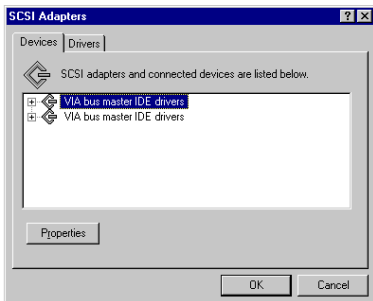 SCSI Adapters
Devices Drivers
SCSI adapters and connected devices are listed below.
VIA bus master IDE drivers
VIA bus master IDE drivers
Properties
OK Cancel